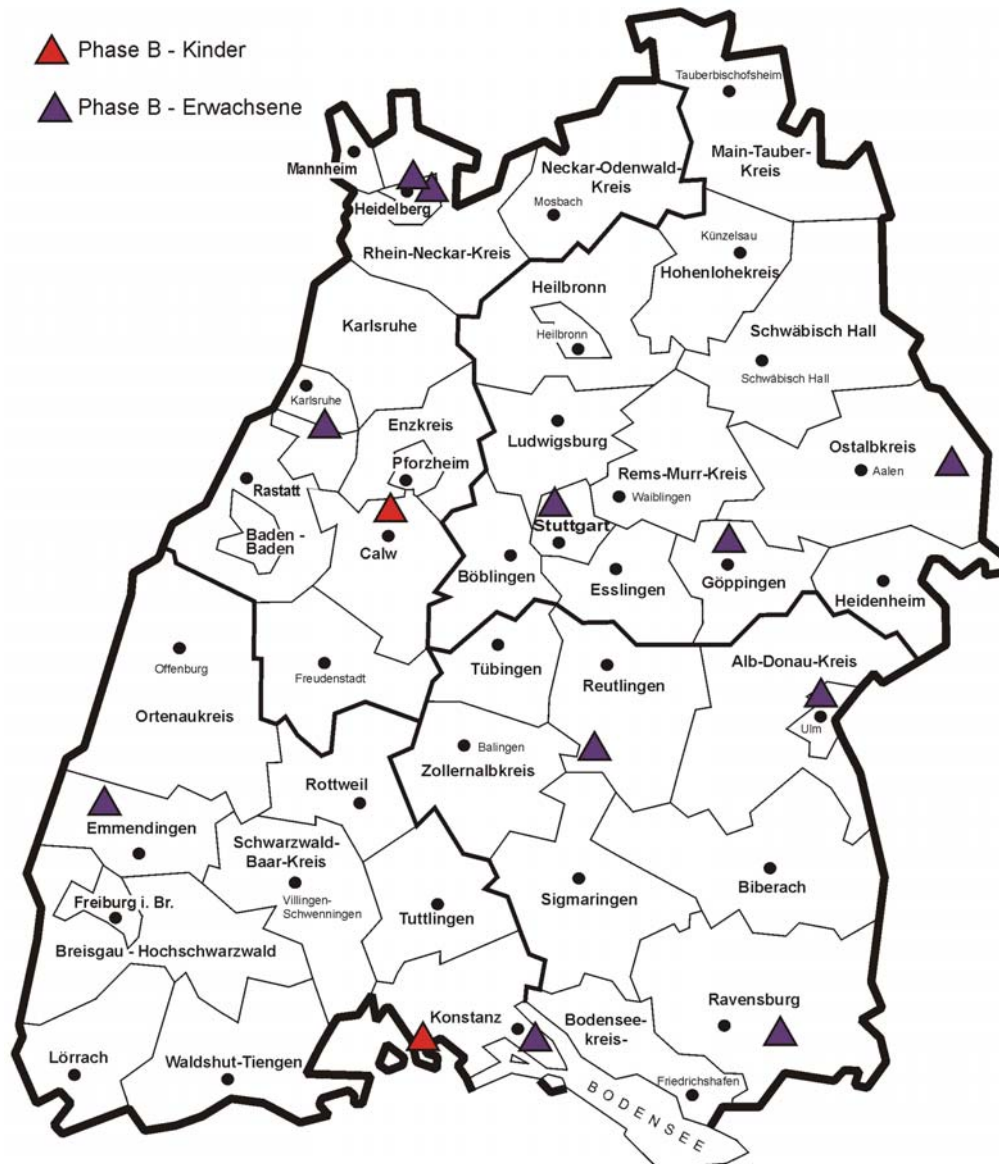 Phase B - Kinder
Phase B - Erwachsene
Tauberbischofsheim
Main-Tauber-
Kreis
Mannheim
Neckar-Odenwald-
Kreis
Heidelberg
Mosbach
Künzelsau
Rhein-Neckar-Kreis
Hohenlohekreis
Heilbronn
Karlsruhe
Heilbronn
Schwäbisch Hall
Schwäbisch Hall
Karlsruhe
Enzkreis
Ludwigsburg
Ostalbkreis
Pforzheim
Rems-Murr-Kreis
Aalen
Rastatt
Waiblingen
Baden -
Baden
Stuttgart
Calw
Böblingen
Esslingen
Göppingen
Heidenheim
Offenburg
Freudenstadt
Tübingen
Reutlingen
Alb-Donau-Kreis
Ortenaukreis
Ulm
Balingen
Zollernalbkreis
Rottweil
Emmendingen
Schwarzwald-
Baar-Kreis
Biberach
Freiburg i. Br.
Villingen-
Schwenningen
Sigmaringen
Tuttlingen
Breisgau - Hochschwarzwald
Ravensburg
Konstanz
Bodensee-
kreis-
Lörrach
Waldshut-Tiengen
Friedrichshafen
BODENSEE